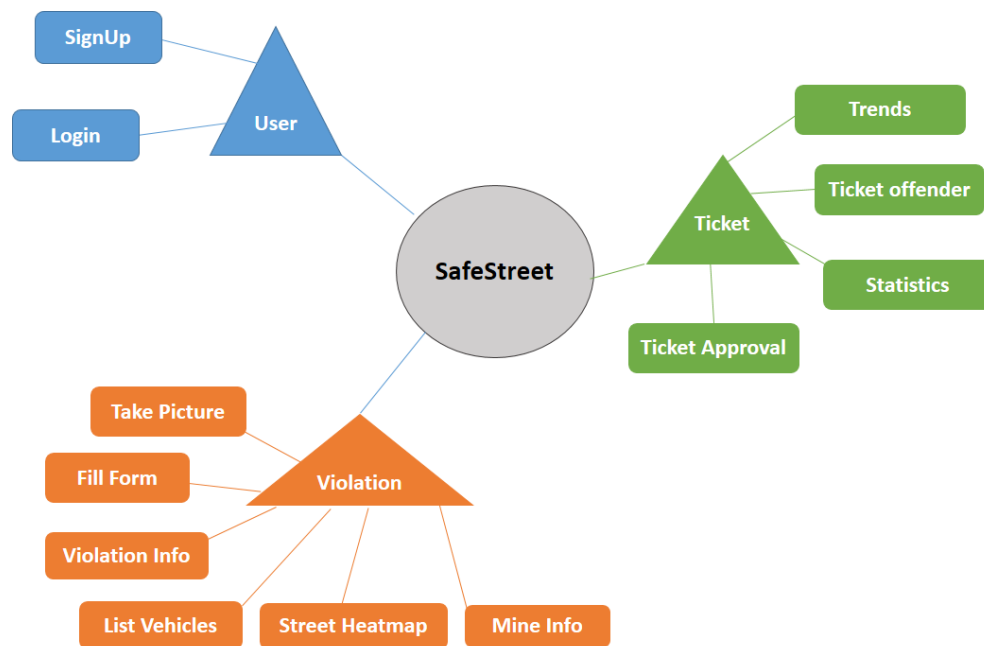 SignUp
Login
User
SafeStreet
Trends
Ticket offender
Ticket
Statistics
Ticket Approval
Take Picture
Fill Form
Violation
Violation Info
List Vehicles
Street Heatmap
Mine Info